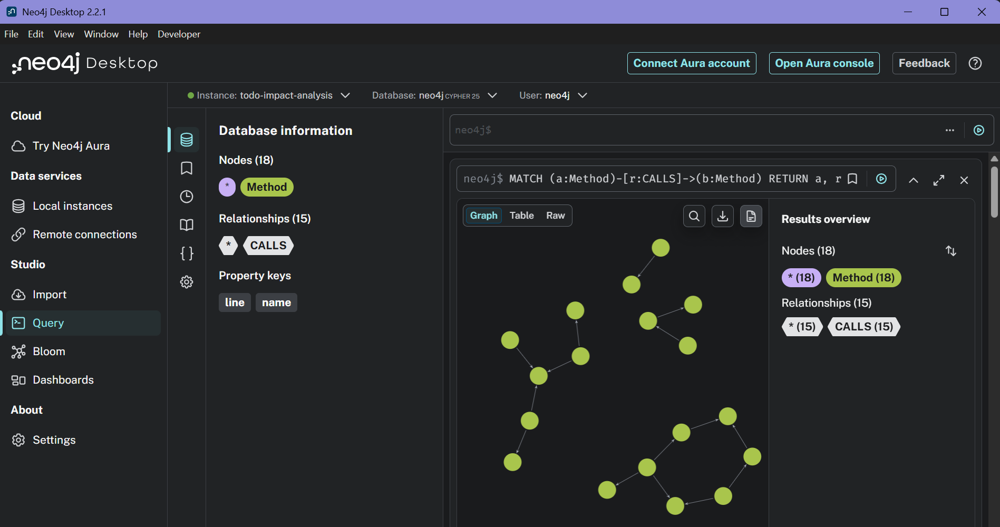 Neo4j Desktop 2.2.1
File Edit View Window Help Developer
neo4j Desktop
Connect Aura account
Open Aura console
Feedback
?
Instance: todo-impact-analysis
Database: neo4j CYPHER 25
User: neo4j
Cloud
Try Neo4j Aura
Data services
Local instances
Remote connections
Studio
Import
Query
Bloom
Dashboards
About
Settings
Database information
Nodes (18)
* Method
Relationships (15)
* CALLS
Property keys
line name
neo4j$
neo4j$ MATCH (a:Method)-[r:CALLS]->(b:Method) RETURN a, r
Graph Table Raw
Results overview
Nodes (18)
* (18) Method (18)
Relationships (15)
* (15) CALLS (15)